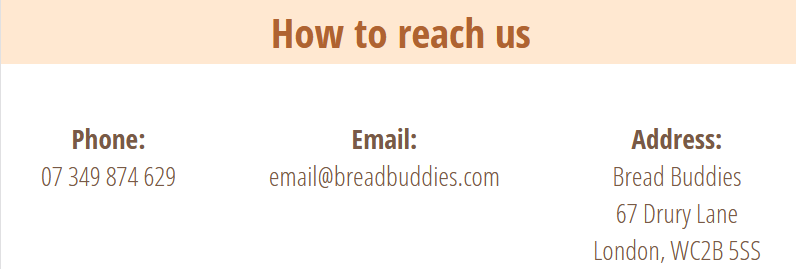 How to reach us
Phone:
07 349 874 629
Email:
email@breadbuddies.com
Address:
Bread Buddies
67 Drury Lane
London, WC2B 5SS